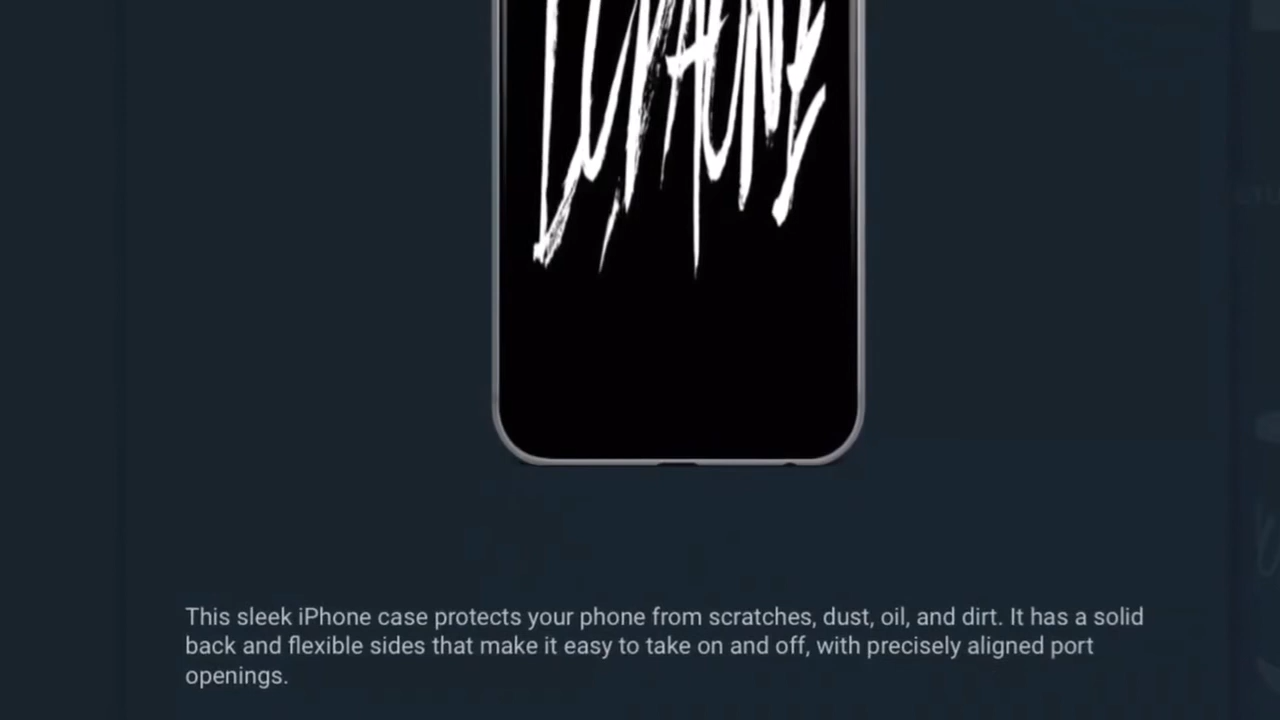 This sleek iPhone case protects your phone from scratches, dust, oil, and dirt. It has a solid
back and flexible sides that make it easy to take on and off, with precisely aligned port
openings.